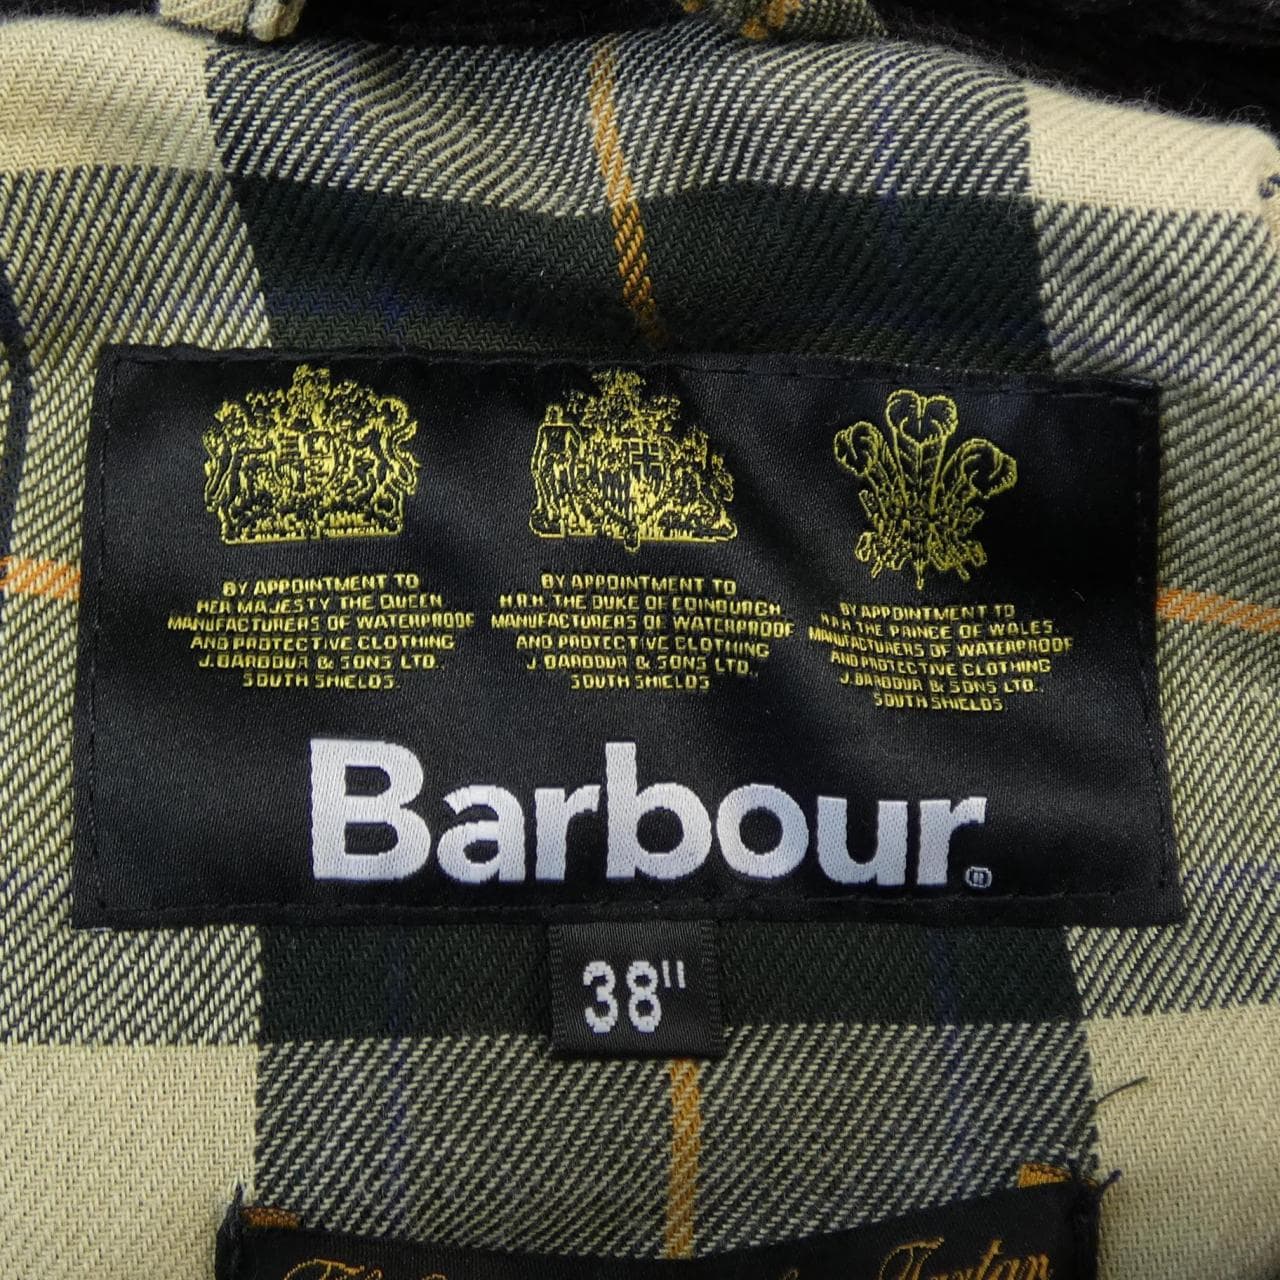 BY APPOINTMENT TO
HER MAJESTY THE QUEEN
MANUFACTURERS OF WATERPROOF
AND PROTECTIVE CLOTHING
J. BARBOUR & SONS LTD.
SOUTH SHIELDS.
BY APPOINTMENT TO
H.R.H. THE DUKE OF EDINBURGH
MANUFACTURERS OF WATERPROOF
AND PROTECTIVE CLOTHING
J. BARBOUR & SONS LTD.,
SOUTH SHIELDS
BY APPOINTMENT TO
H.R.H. THE PRINCE OF WALES
MANUFACTURERS OF WATERPROOF
AND PROTECTIVE CLOTHING
J. BARBOUR & SONS LTD.,
SOUTH SHIELDS
Barbour®
38"
Tartan